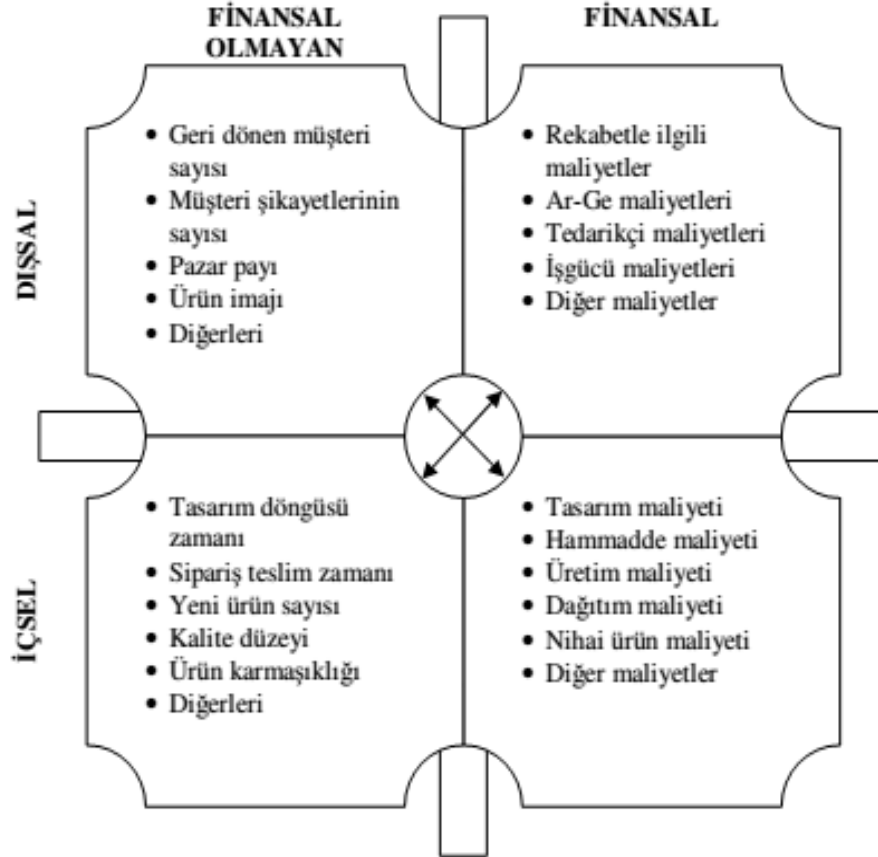 FİNANSAL
OLMAYAN
FİNANSAL
DIŞSAL
• Geri dönen müşteri
sayısı
• Müşteri şikayetlerinin
sayısı
• Pazar payı
• Ürün imajı
• Diğerleri
• Rekabetle ilgili
maliyetler
• Ar-Ge maliyetleri
• Tedarikçi maliyetleri
• İşgücü maliyetleri
• Diğer maliyetler
İÇSEL
• Tasarım döngüsü
zamanı
• Sipariş teslim zamanı
• Yeni ürün sayısı
• Kalite düzeyi
• Ürün karmaşıklığı
• Diğerleri
• Tasarım maliyeti
• Hammadde maliyeti
• Üretim maliyeti
• Dağıtım maliyeti
• Nihai ürün maliyeti
• Diğer maliyetler